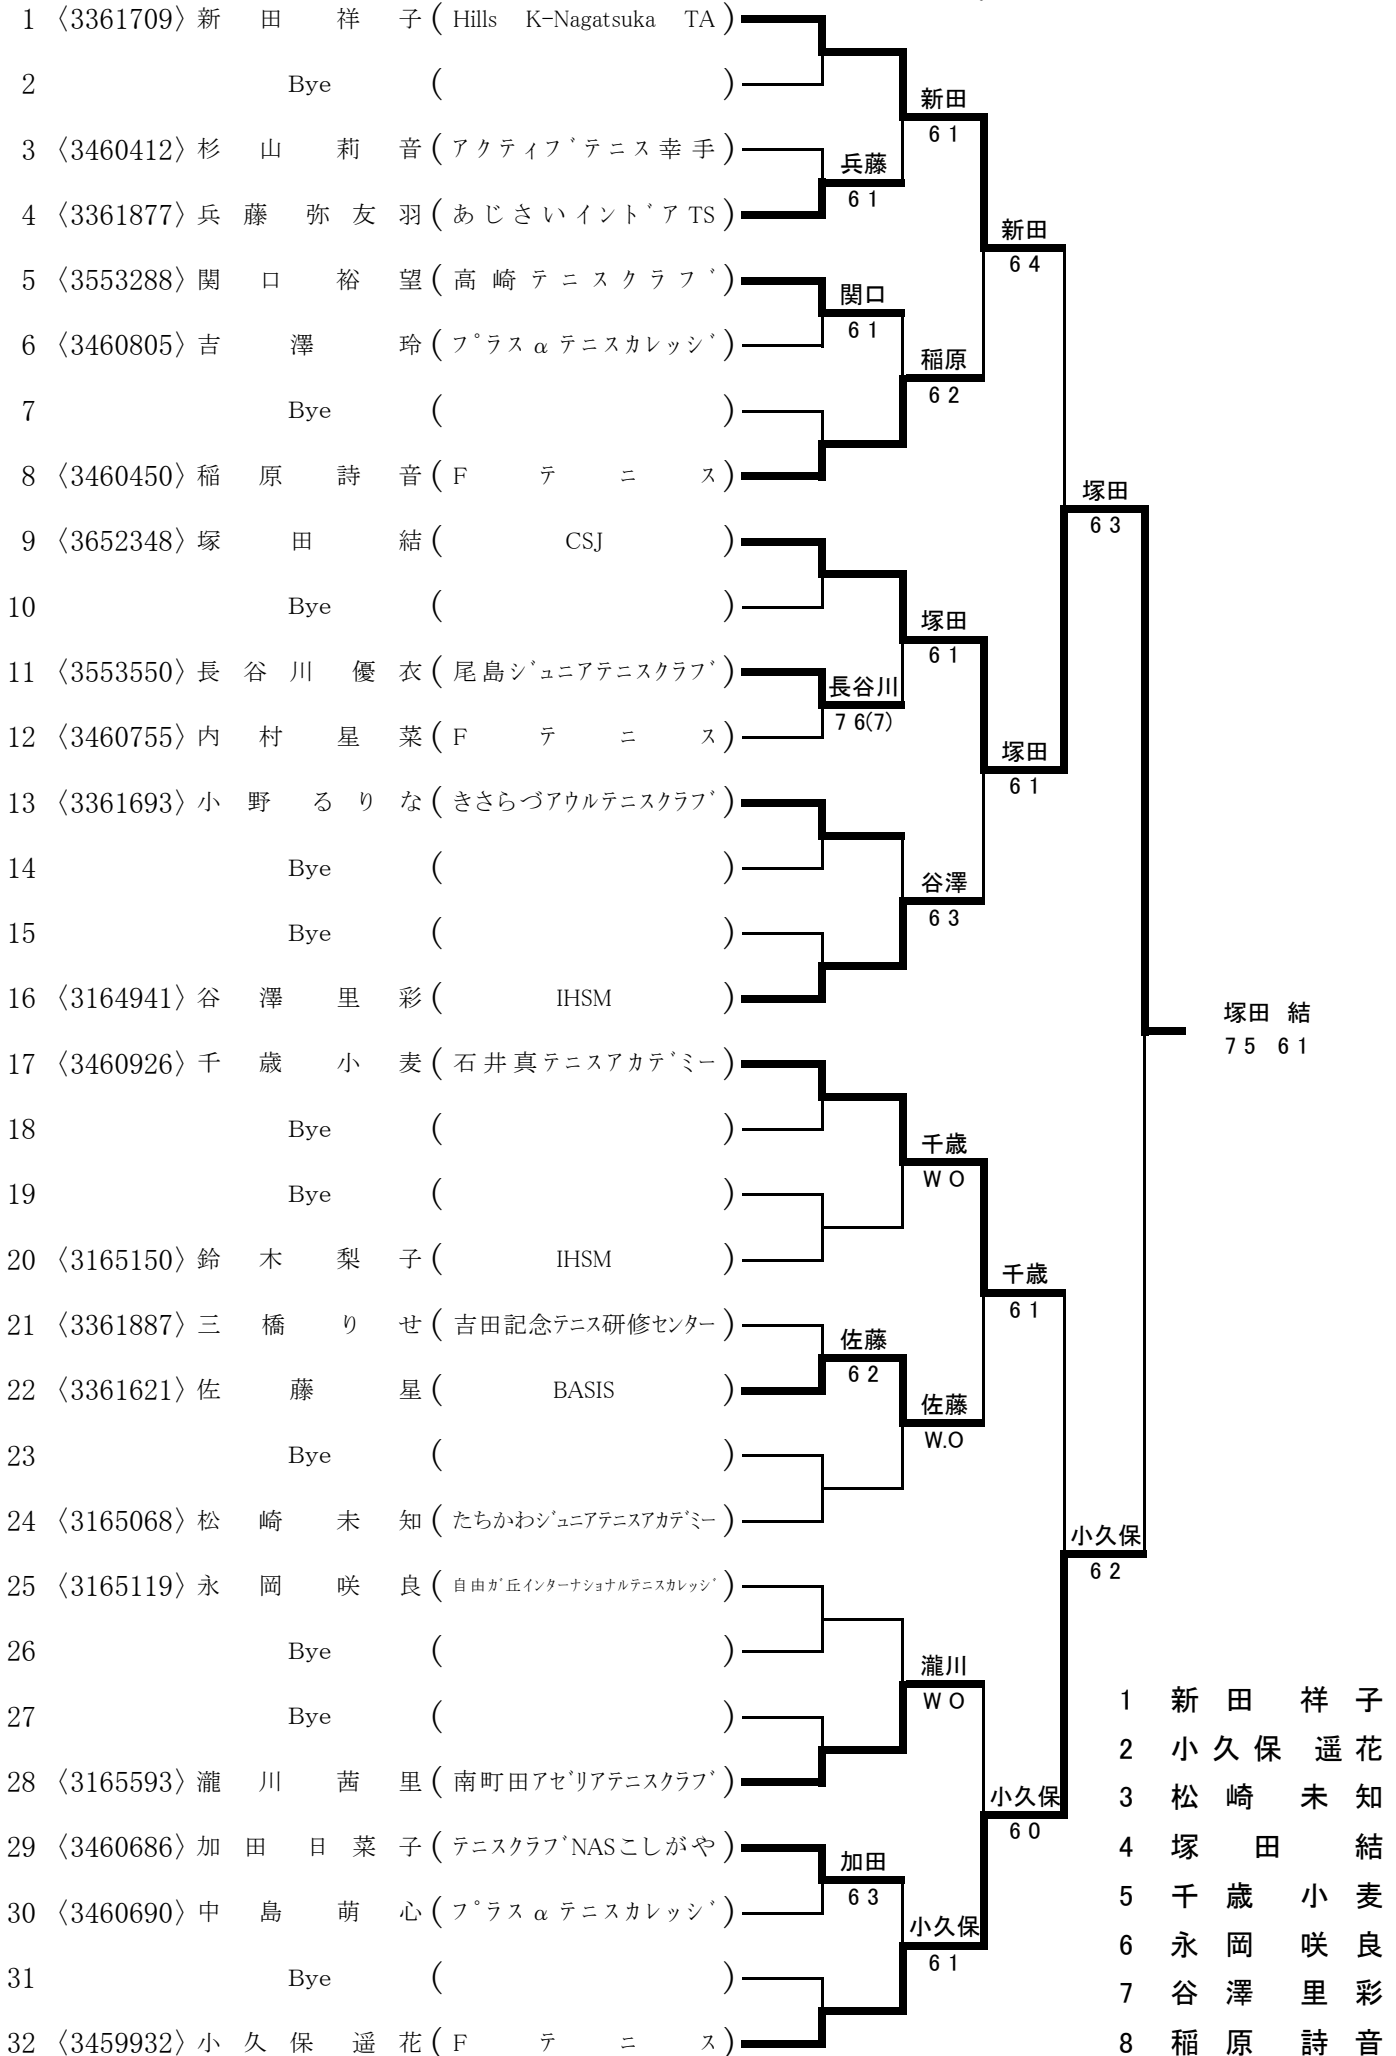 1 〈3361709〉 新田 祥子 ( Hills K-Nagatsuka TA )
2 Bye ( )
新田
6 1
3 〈3460412〉 杉山 莉音 ( アクティブテニス幸手 )
兵藤
6 1
4 〈3361877〉 兵藤 弥友羽 ( あじさいインドアTS )
新田
6 4
5 〈3553288〉 関口 裕望 ( 高崎テニスクラブ )
関口
6 1
6 〈3460805〉 吉澤 玲 ( プラスαテニスカレッジ )
稲原
6 2
7 Bye ( )
8 〈3460450〉 稲原 詩音 ( Fテニス )
塚田
6 3
9 〈3652348〉 塚田 結 ( CSJ )
10 Bye ( )
塚田
6 1
11 〈3553550〉 長谷川 優衣 ( 尾島ジュニアテニスクラブ )
長谷川
7 6(7)
12 〈3460755〉 内村 星菜 ( Fテニス )
塚田
6 1
13 〈3361693〉 小野 るりな ( きさらづアウルテニスクラブ )
14 Bye ( )
谷澤
6 3
15 Bye ( )
16 〈3164941〉 谷澤 里彩 ( IHSM )
塚田 結
7 5 6 1
17 〈3460926〉 千歳 小麦 ( 石井真テニスアカデミー )
18 Bye ( )
千歳
W O
19 Bye ( )
20 〈3165150〉 鈴木 梨子 ( IHSM )
千歳
6 1
21 〈3361887〉 三橋 りせ ( 吉田記念テニス研修センター )
佐藤
6 2
22 〈3361621〉 佐藤 星 ( BASIS )
佐藤
W.O
23 Bye ( )
24 〈3165068〉 松崎 未知 ( たちかわジュニアテニスアカデミー )
小久保
6 2
25 〈3165119〉 永岡 咲良 ( 自由ガ丘インターナショナルテニスカレッジ )
26 Bye ( )
瀧川
W O
27 Bye ( )
28 〈3165593〉 瀧川 茜里 ( 南町田アゼリアテニスクラブ )
小久保
6 0
29 〈3460686〉 加田 日菜子 ( テニスクラブNASこしがや )
加田
6 3
30 〈3460690〉 中島 萌心 ( プラスαテニスカレッジ )
小久保
6 1
31 Bye ( )
32 〈3459932〉 小久保 遥花 ( Fテニス )
1 新田 祥子
2 小久保 遥花
3 松崎 未知
4 塚田 結
5 千歳 小麦
6 永岡 咲良
7 谷澤 里彩
8 稲原 詩音